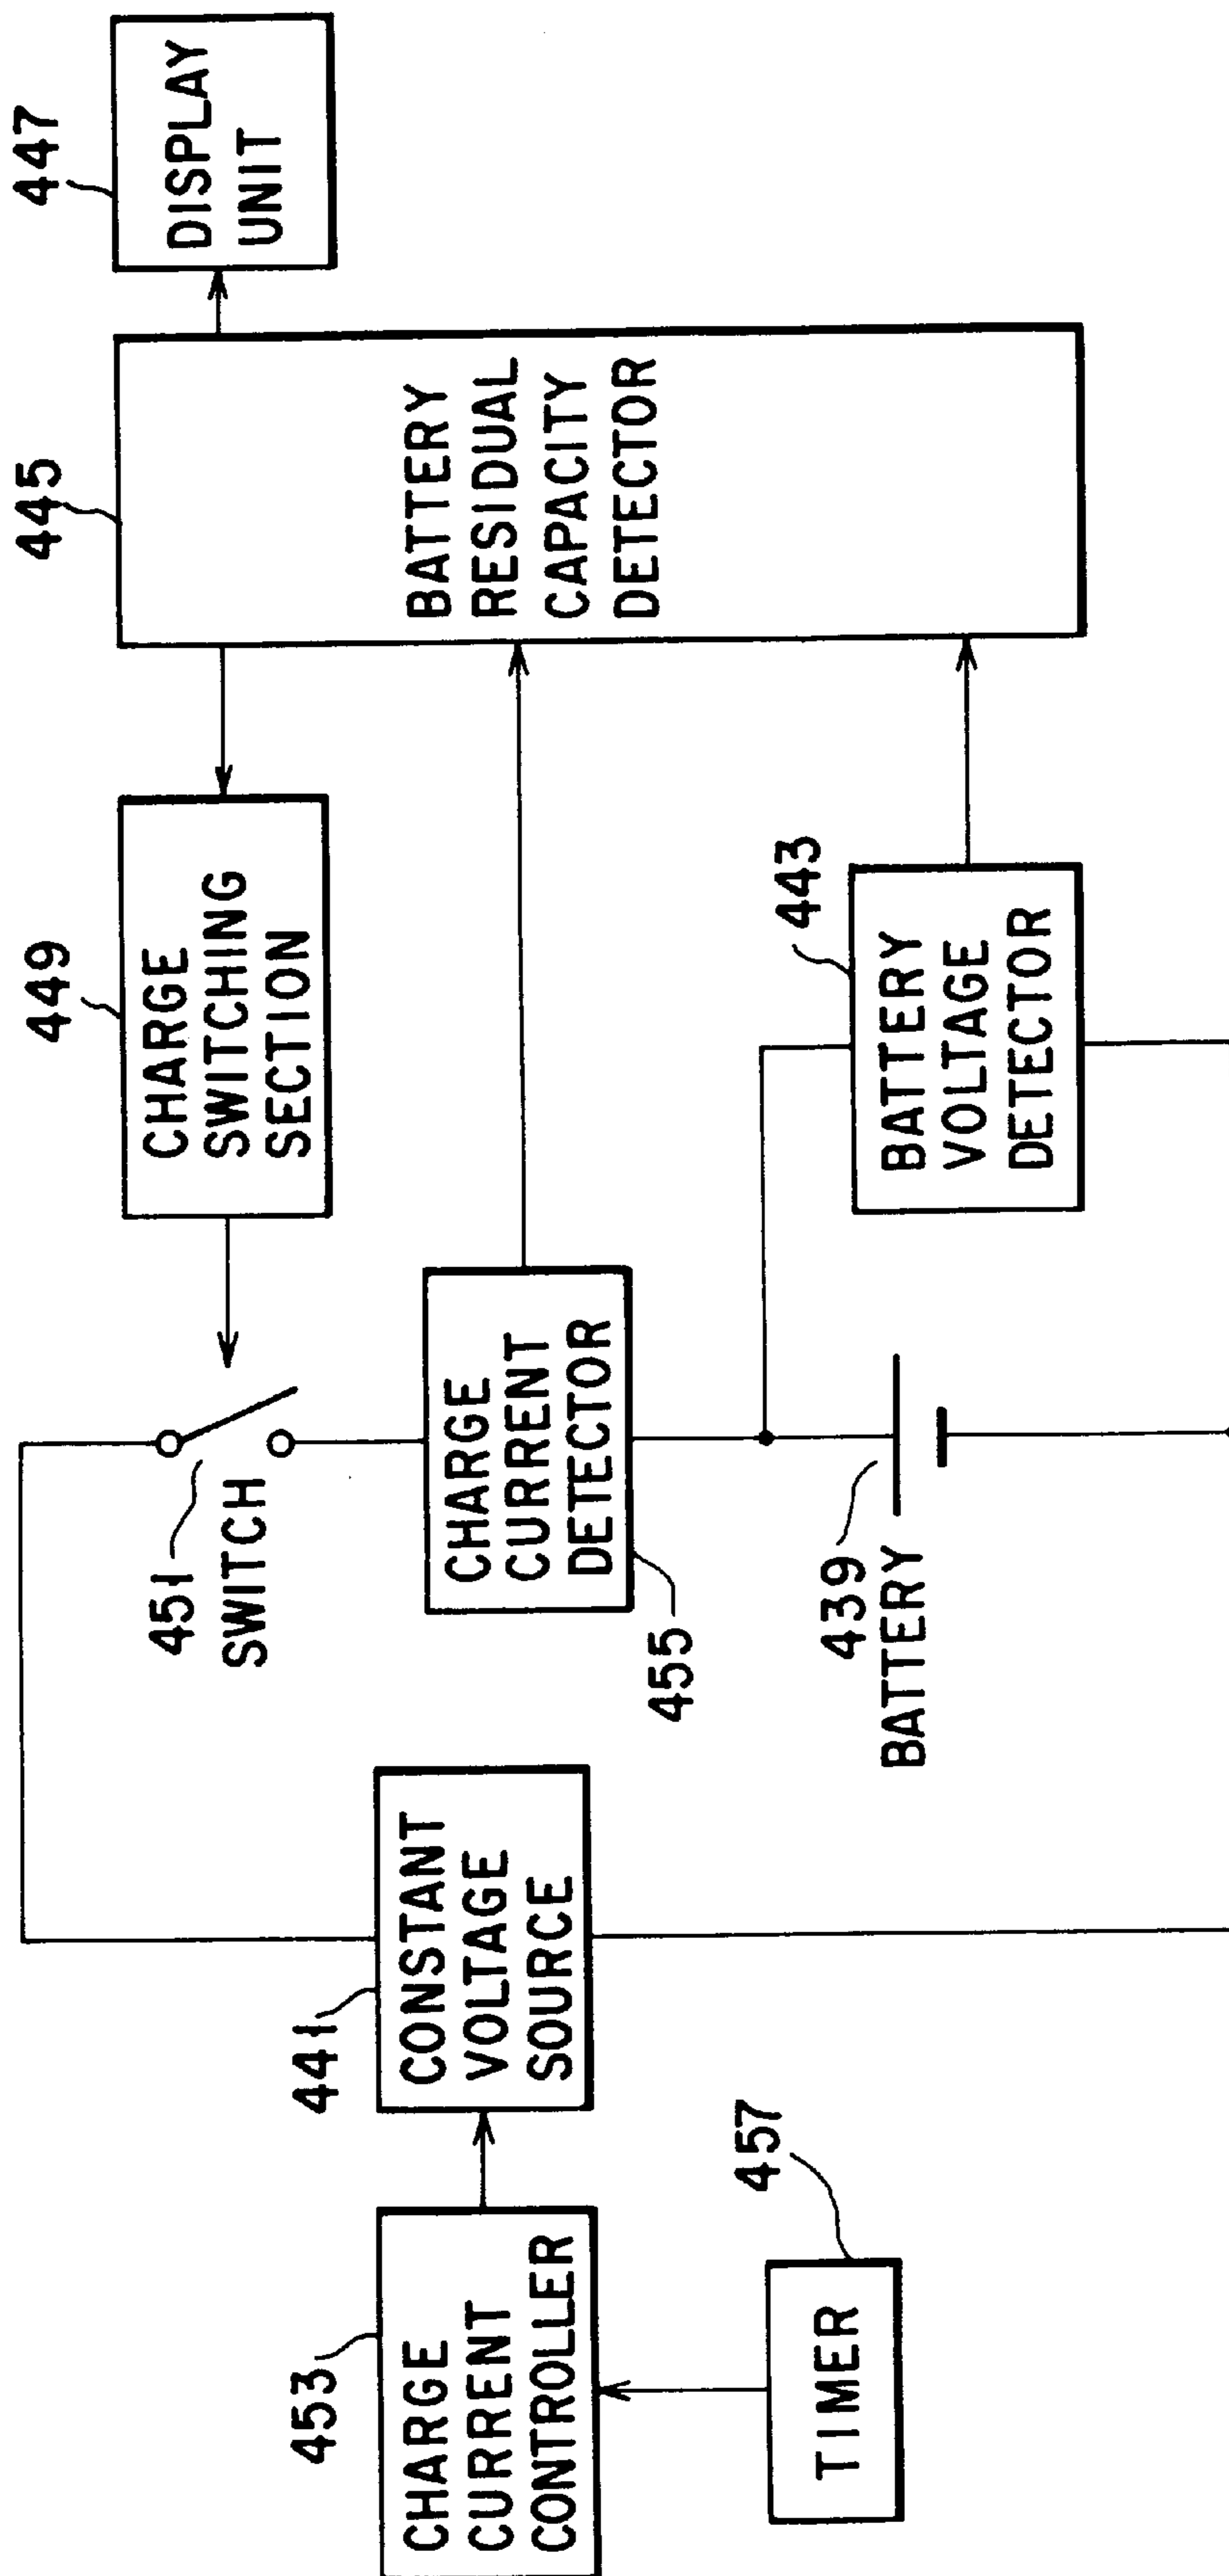 447
DISPLAY
UNIT
445
BATTERY
RESIDUAL
CAPACITY
DETECTOR
449
CHARGE
SWITCHING
SECTION
443
BATTERY
VOLTAGE
DETECTOR
451
SWITCH
CHARGE
CURRENT
DETECTOR
455
439
BATTERY
441
CONSTANT
VOLTAGE
SOURCE
453
CHARGE
CURRENT
CONTROLLER
457
TIMER